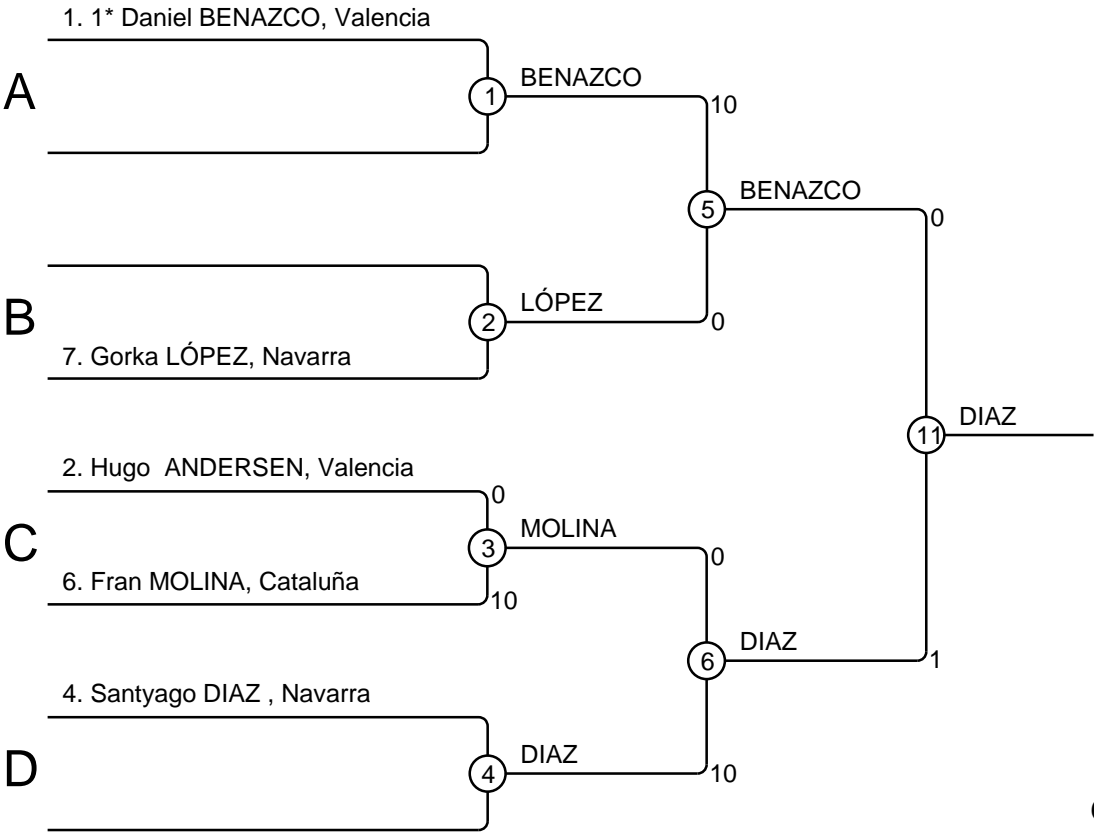 1. 1* Daniel BENAZCO, Valencia
A
1
BENAZCO
10
5
BENAZCO
0
B
2
LÓPEZ
0
7. Gorka LÓPEZ, Navarra
11
DIAZ
2. Hugo  ANDERSEN, Valencia
0
C
3
MOLINA
0
6. Fran MOLINA, Cataluña
10
6
DIAZ
1
4. Santyago DIAZ , Navarra
D
4
DIAZ
10